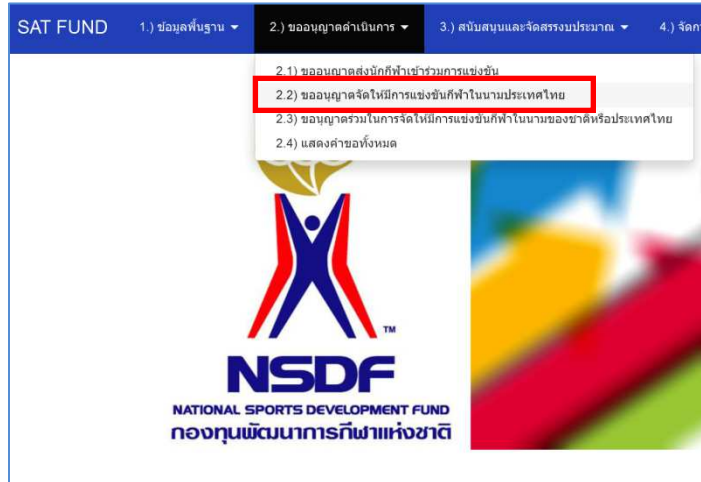 SAT FUND 1.) ข้อมูลพื้นฐาน 2.) ขออนุญาตดำเนินการ 3.) สนับสนุนและจัดสรรงบประมาณ 4.) จัดก
2.1) ขออนุญาตส่งนักกีฬาเข้าร่วมการแข่งขัน
2.2) ขออนุญาตจัดให้มีการแข่งขันกีฬาในนามประเทศไทย
2.3) ขออนุญาตร่วมในการจัดให้มีการแข่งขันกีฬาในนามของชาติหรือประเทศไทย
2.4) แสดงคำขอทั้งหมด
TM
NSDF
NATIONAL SPORTS DEVELOPMENT FUND
กองทุนพัฒนาการกีฬาแห่งชาติ